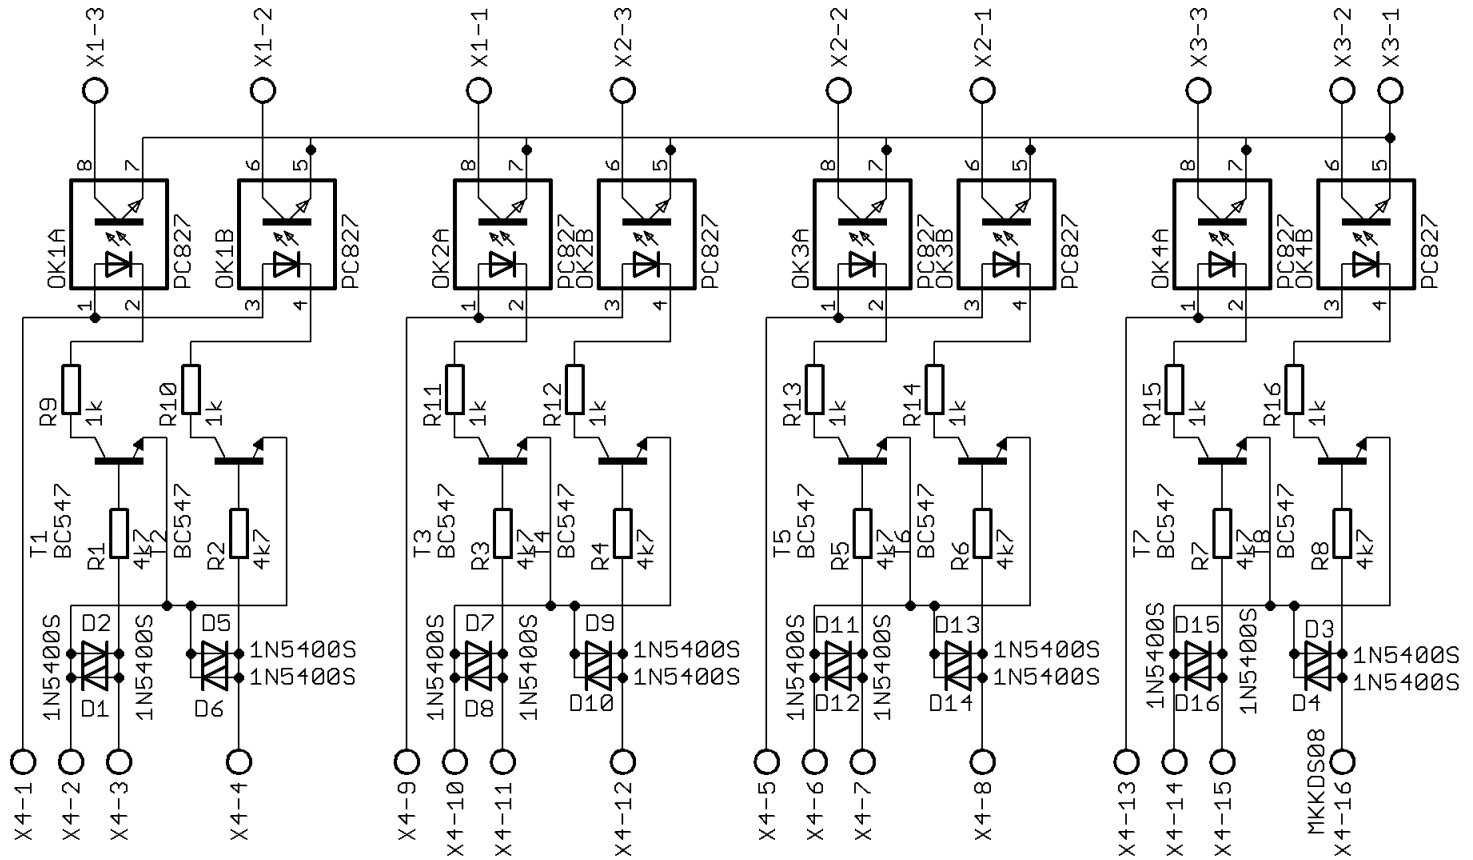 X1-3
X1-2
X1-1
X2-3
X2-2
X2-1
X3-3
X3-2
X3-1
8
7
6
5
8
7
6
5
8
7
6
5
8
7
6
5
OK1A
PC827
OK1B
PC827
OK2A
PC827
OK2B
PC827
OK3A
PC827
OK3B
PC827
OK4A
PC827
OK4B
PC827
1
2
3
4
1
2
3
4
1
2
3
4
1
2
3
4
R9
1k
R10
1k
R11
1k
R12
1k
R13
1k
R14
1k
R15
1k
R16
1k
T1
BC547
R1
4k7
T2
BC547
R2
4k7
T3
BC547
R3
4k7
T4
BC547
R4
4k7
T5
BC547
R5
4k7
T6
BC547
R6
4k7
T7
BC547
R7
4k7
T8
BC547
R8
4k7
1N5400S
D2
D1
1N5400S
D5
D6
1N5400S
1N5400S
1N5400S
D7
D8
1N5400S
D9
D10
1N5400S
1N5400S
1N5400S
D11
D12
1N5400S
D13
D14
1N5400S
1N5400S
1N5400S
D15
D16
1N5400S
D3
D4
1N5400S
1N5400S
X4-1
X4-2
X4-3
X4-4
X4-9
X4-10
X4-11
X4-12
X4-5
X4-6
X4-7
X4-8
X4-13
X4-14
X4-15
MKKDS08
X4-16